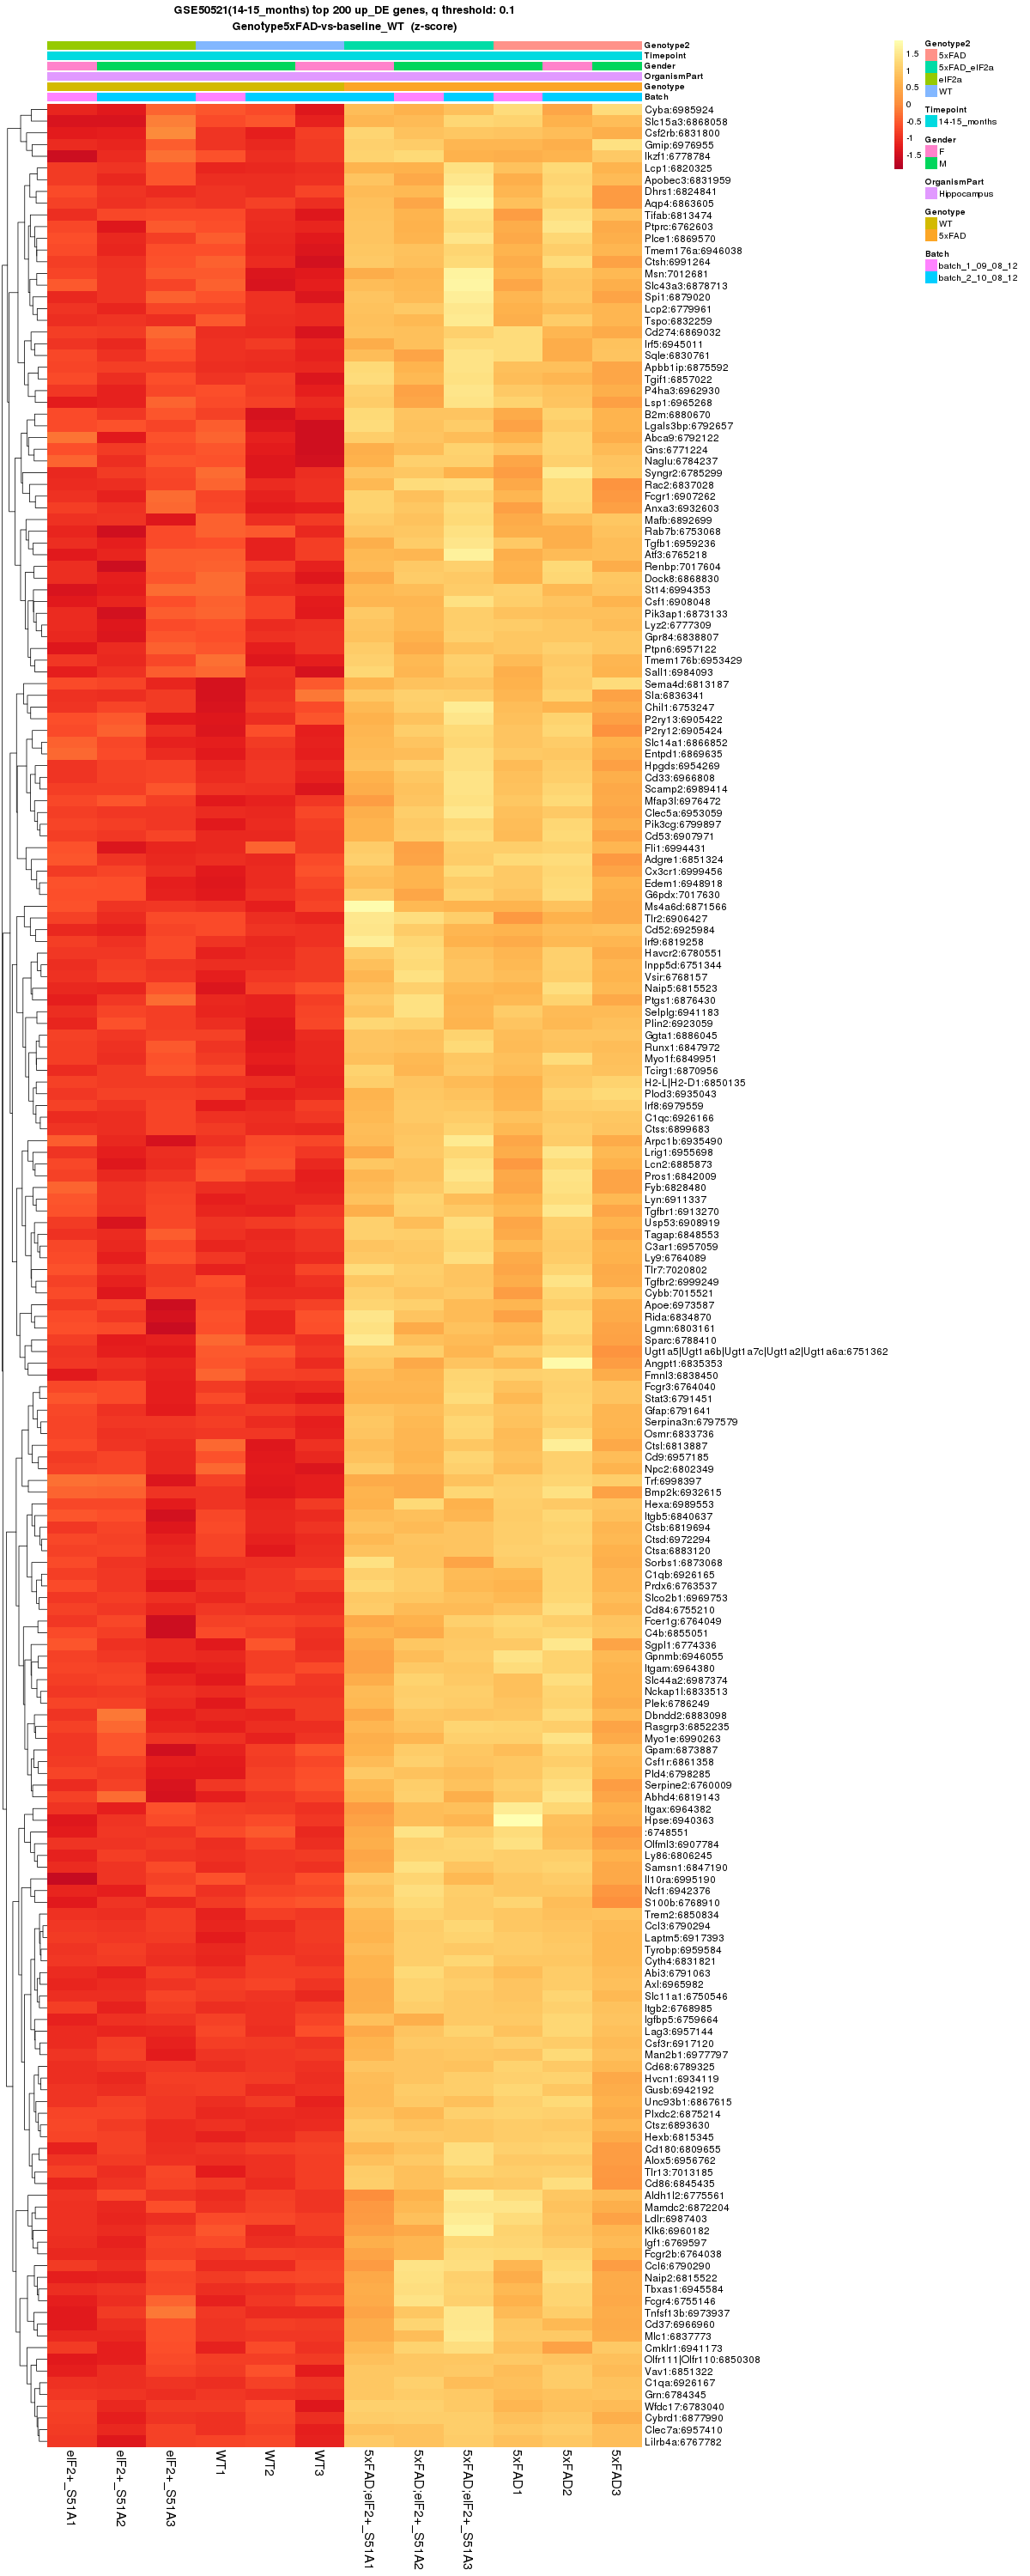 GSE50521(14-15_months) top 200 up_DE genes, q threshold: 0.1
Genotype5xFAD-vs-baseline_WT (z-score)
Genotype2
Timepoint
Gender
OrganismPart
Genotype
Batch
1.5
1
0.5
0
-0.5
-1
-1.5
Genotype2
5xFAD
5xFAD_eIF2a
eIF2a
WT
Timepoint
14-15_months
Gender
F
M
OrganismPart
Hippocampus
Genotype
WT
5xFAD
Batch
batch_1_09_08_12
batch_2_10_08_12
Cyba:6985924
Slc15a3:6868058
Csf2rb:6831800
Gmip:6976955
Ikzf1:6778784
Lcp1:6820325
Apobec3:6831959
Dhrs1:6824841
Aqp4:6863605
Tifab:6813474
Ptprc:6762603
Plce1:6869570
Tmem176a:6946038
Ctsh:6991264
Msn:7012681
Slc43a3:6878713
Spi1:6879020
Lcp2:6779961
Tspo:6832259
Cd274:6869032
Irf5:6945011
Sqle:6830761
Apbb1ip:6875592
Tgif1:6857022
P4ha3:6962930
Lsp1:6965268
B2m:6880670
Lgals3bp:6792657
Abca9:6792122
Gns:6771224
Naglu:6784237
Syngr2:6785299
Rac2:6837028
Fcgr1:6907262
Anxa3:6932603
Mafb:6892699
Rab7b:6753068
Tgfb1:6959236
Atf3:6765218
Renbp:7017604
Dock8:6868830
St14:6994353
Csf1:6908048
Pik3ap1:6873133
Lyz2:6777309
Gpr84:6838807
Ptpn6:6957122
Tmem176b:6953429
Sall1:6984093
Sema4d:6813187
Sla:6836341
Chil1:6753247
P2ry13:6905422
P2ry12:6905424
Slc14a1:6866852
Entpd1:6869635
Hpgds:6954269
Cd33:6966808
Scamp2:6989414
Mfap3l:6976472
Clec5a:6953059
Pik3cg:6799897
Cd53:6907971
Fli1:6994431
Adgre1:6851324
Cx3cr1:6999456
Edem1:6948918
G6pdx:7017630
Ms4a6d:6871566
Tlr2:6906427
Cd52:6925984
Irf9:6819258
Havcr2:6780551
Inpp5d:6751344
Vsir:6768157
Naip5:6815523
Ptgs1:6876430
Selplg:6941183
Plin2:6923059
Ggta1:6886045
Runx1:6847972
Myo1f:6849951
Tcirg1:6870956
H2-L|H2-D1:6850135
Plod3:6935043
Irf8:6979559
C1qc:6926166
Ctss:6899683
Arpc1b:6935490
Lrig1:6955698
Lcn2:6885873
Pros1:6842009
Fyb:6828480
Lyn:6911337
Tgfbr1:6913270
Usp53:6908919
Tagap:6848553
C3ar1:6957059
Ly9:6764089
Tlr7:7020802
Tgfbr2:6999249
Cybb:7015521
Apoe:6973587
Rida:6834870
Lgmn:6803161
Sparc:6788410
Ugt1a5|Ugt1a6b|Ugt1a7c|Ugt1a2|Ugt1a6a:6751362
Angpt1:6835353
Fmnl3:6838450
Fcgr3:6764040
Stat3:6791451
Gfap:6791641
Serpina3n:6797579
Osmr:6833736
Ctsl:6813887
Cd9:6957185
Npc2:6802349
Trf:6998397
Bmp2k:6932615
Hexa:6989553
Itgb5:6840637
Ctsb:6819694
Ctsd:6972294
Ctsa:6883120
Sorbs1:6873068
C1qb:6926165
Prdx6:6763537
Slco2b1:6969753
Cd84:6755210
Fcer1g:6764049
C4b:6855051
Sgpl1:6774336
Gpnmb:6946055
Itgam:6964380
Slc44a2:6987374
Nckap1l:6833513
Plek:6786249
Dbndd2:6883098
Rasgrp3:6852235
Myo1e:6990263
Gpam:6873887
Csf1r:6861358
Pld4:6798285
Serpine2:6760009
Abhd4:6819143
Itgax:6964382
Hpse:6940363
:6748551
Olfml3:6907784
Ly86:6806245
Samsn1:6847190
Il10ra:6995190
Ncf1:6942376
S100b:6768910
Trem2:6850834
Ccl3:6790294
Laptm5:6917393
Tyrobp:6959584
Cyth4:6831821
Abi3:6791063
Axl:6965982
Slc11a1:6750546
Itgb2:6768985
Igfbp5:6759664
Lag3:6957144
Csf3r:6917120
Man2b1:6977797
Cd68:6789325
Hvcn1:6934119
Gusb:6942192
Unc93b1:6867615
Plxdc2:6875214
Ctsz:6893630
Hexb:6815345
Cd180:6809655
Alox5:6956762
Tlr13:7013185
Cd86:6845435
Aldh1l2:6775561
Mamdc2:6872204
Ldlr:6987403
Klk6:6960182
Igf1:6769597
Fcgr2b:6764038
Ccl6:6790290
Naip2:6815522
Tbxas1:6945584
Fcgr4:6755146
Tnfsf13b:6973937
Cd37:6966960
Mlc1:6837773
Cmklr1:6941173
Olfr111|Olfr110:6850308
Vav1:6851322
C1qa:6926167
Grn:6784345
Wfdc17:6783040
Cybrd1:6877990
Clec7a:6957410
Lilrb4a:6767782
eIF2+_S51A1
eIF2+_S51A2
eIF2+_S51A3
WT1
WT2
WT3
5xFAD;eIF2+_S51A1
5xFAD;eIF2+_S51A2
5xFAD;eIF2+_S51A3
5xFAD1
5xFAD2
5xFAD3